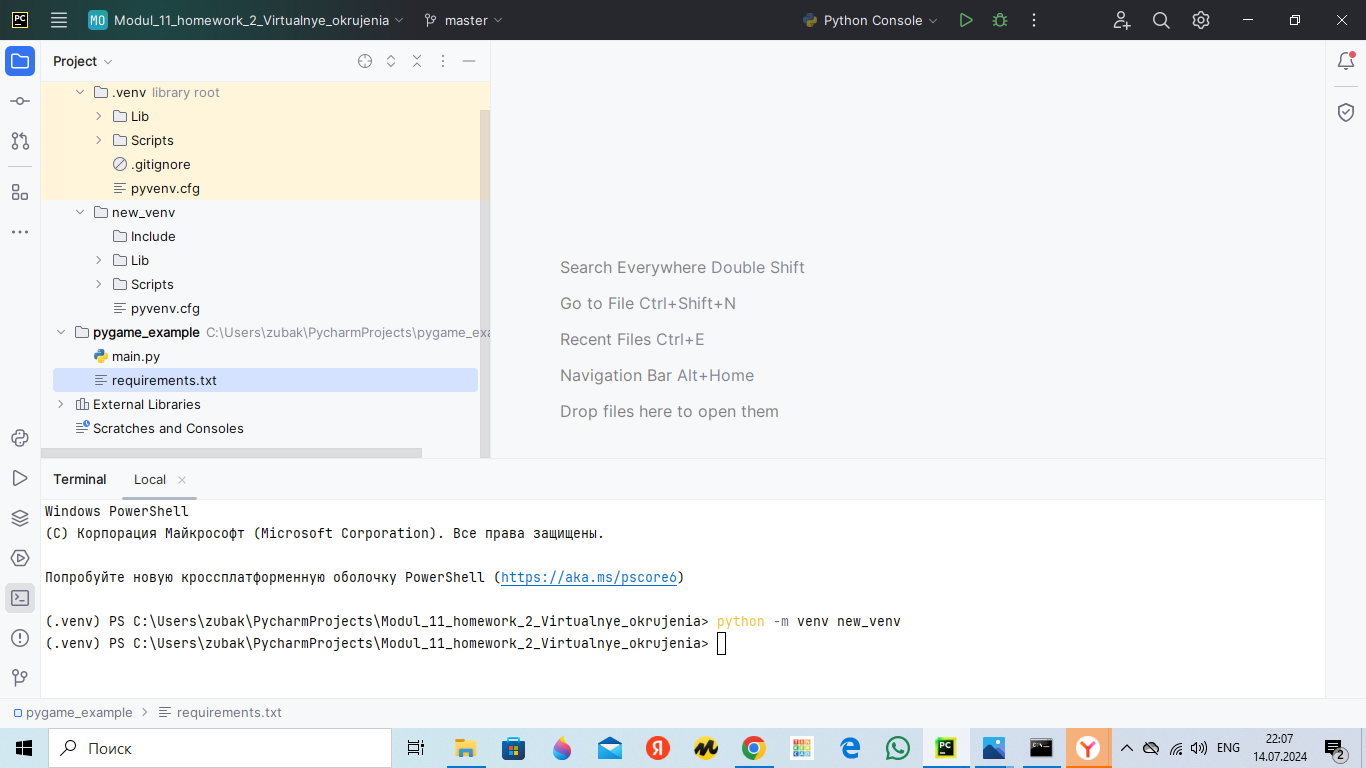 PC
MO Modul_11_homework_2_Virtualnye_okrujenia master Python Console
Project
.venv library root
Lib
Scripts
.gitignore
pyvenv.cfg
new_venv
Include
Lib
Scripts
pyvenv.cfg
pygame_example C:\Users\zubak\PycharmProjects\pygame_exa
main.py
requirements.txt
External Libraries
Scratches and Consoles
Search Everywhere Double Shift
Go to File Ctrl+Shift+N
Recent Files Ctrl+E
Navigation Bar Alt+Home
Drop files here to open them
Terminal Local
Windows PowerShell
(C) Корпорация Майкрософт (Microsoft Corporation). Все права защищены.
Попробуйте новую кроссплатформенную оболочку PowerShell (https://aka.ms/pscore6)
(.venv) PS C:\Users\zubak\PycharmProjects\Modul_11_homework_2_Virtualnye_okrujenia> python -m venv new_venv
(.venv) PS C:\Users\zubak\PycharmProjects\Modul_11_homework_2_Virtualnye_okrujenia>
pygame_example > requirements.txt
Поиск
Я
PC
ENG
22:07
14.07.2024
2